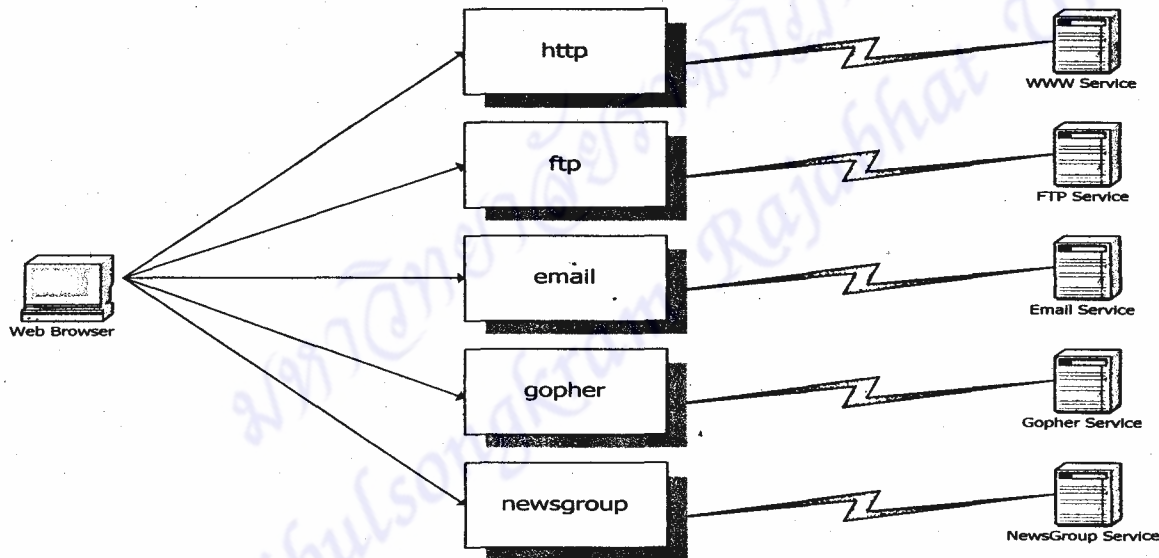 http
WWW Service
ftp
FTP Service
email
Email Service
Web Browser
gopher
Gopher Service
newsgroup
NewsGroup Service